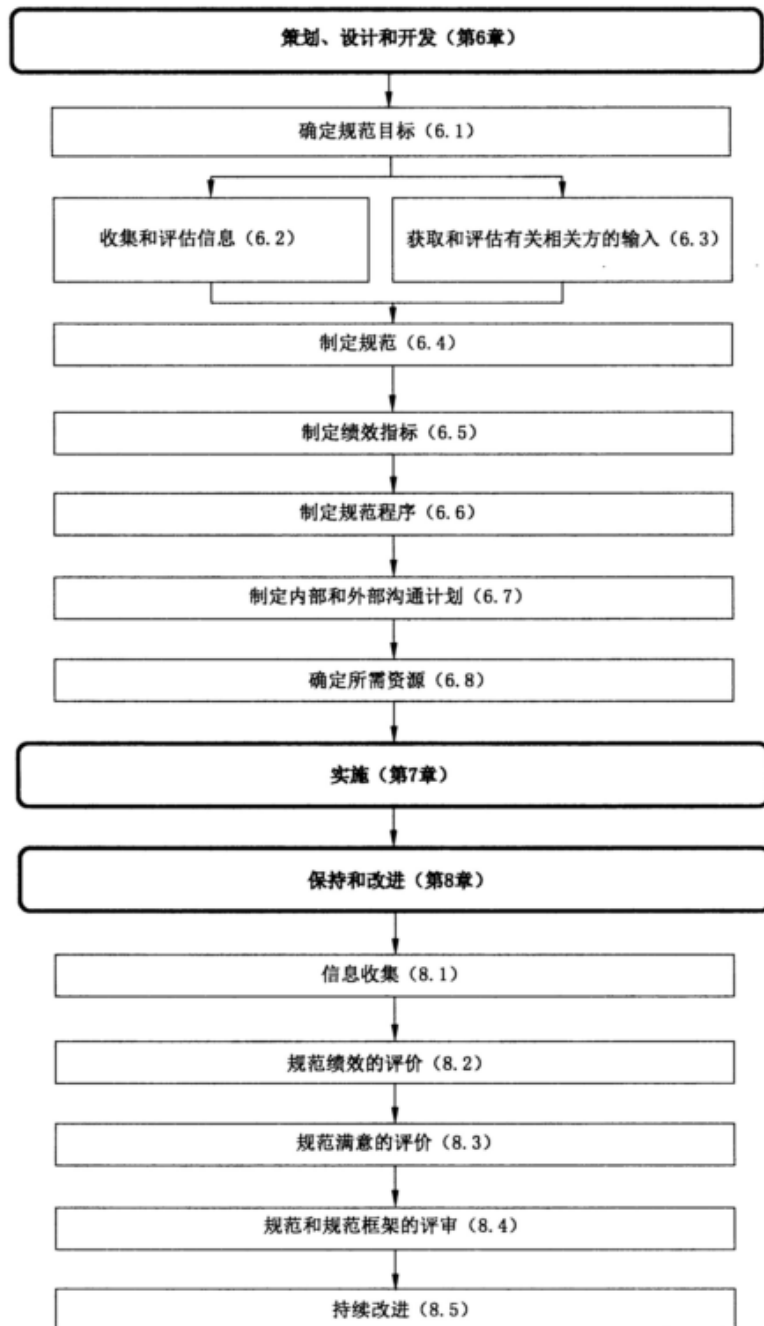 策划、设计和开发（第6章）
确定规范目标（6.1）
收集和评估信息（6.2）
获取和评估有关相关方的输入（6.3）
制定规范（6.4）
制定绩效指标（6.5）
制定规范程序（6.6）
制定内部和外部沟通计划（6.7）
确定所需资源（6.8）
实施（第7章）
保持和改进（第8章）
信息收集（8.1）
规范绩效的评价（8.2）
规范满意的评价（8.3）
规范和规范框架的评审（8.4）
持续改进（8.5）